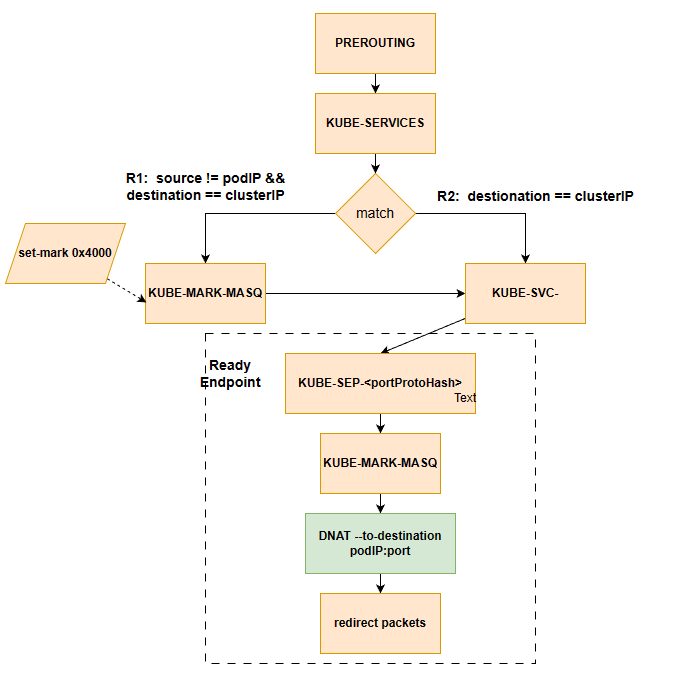 PREROUTING
KUBE-SERVICES
R1: source != podIP &&
destination == clusterIP
match
R2: destionation == clusterIP
set-mark 0x4000
KUBE-MARK-MASQ
KUBE-SVC-
Ready
Endpoint
KUBE-SEP-<portProtoHash>
Text
KUBE-MARK-MASQ
DNAT --to-destination
podIP:port
redirect packets